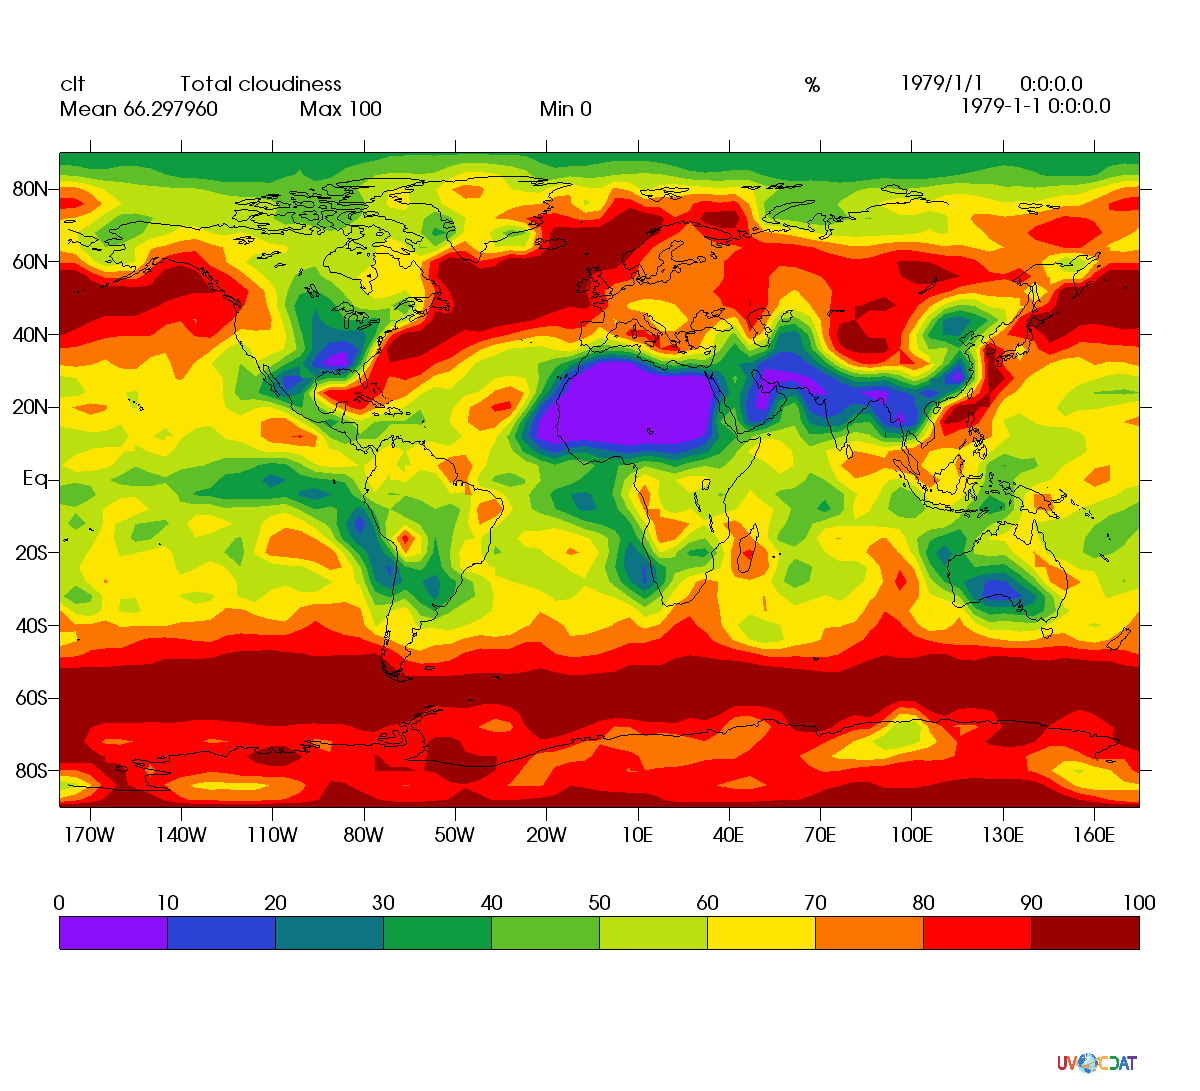 clt Total cloudiness % 1979/1/1 0:0:0.0
Mean 66.297960 Max 100 Min 0 1979-1-1 0:0:0.0
80N
60N
40N
20N
Eq
20S
40S
60S
80S
170W 140W 110W 80W 50W 20W 10E 40E 70E 100E 130E 160E
0 10 20 30 40 50 60 70 80 90 100
UV CDAT